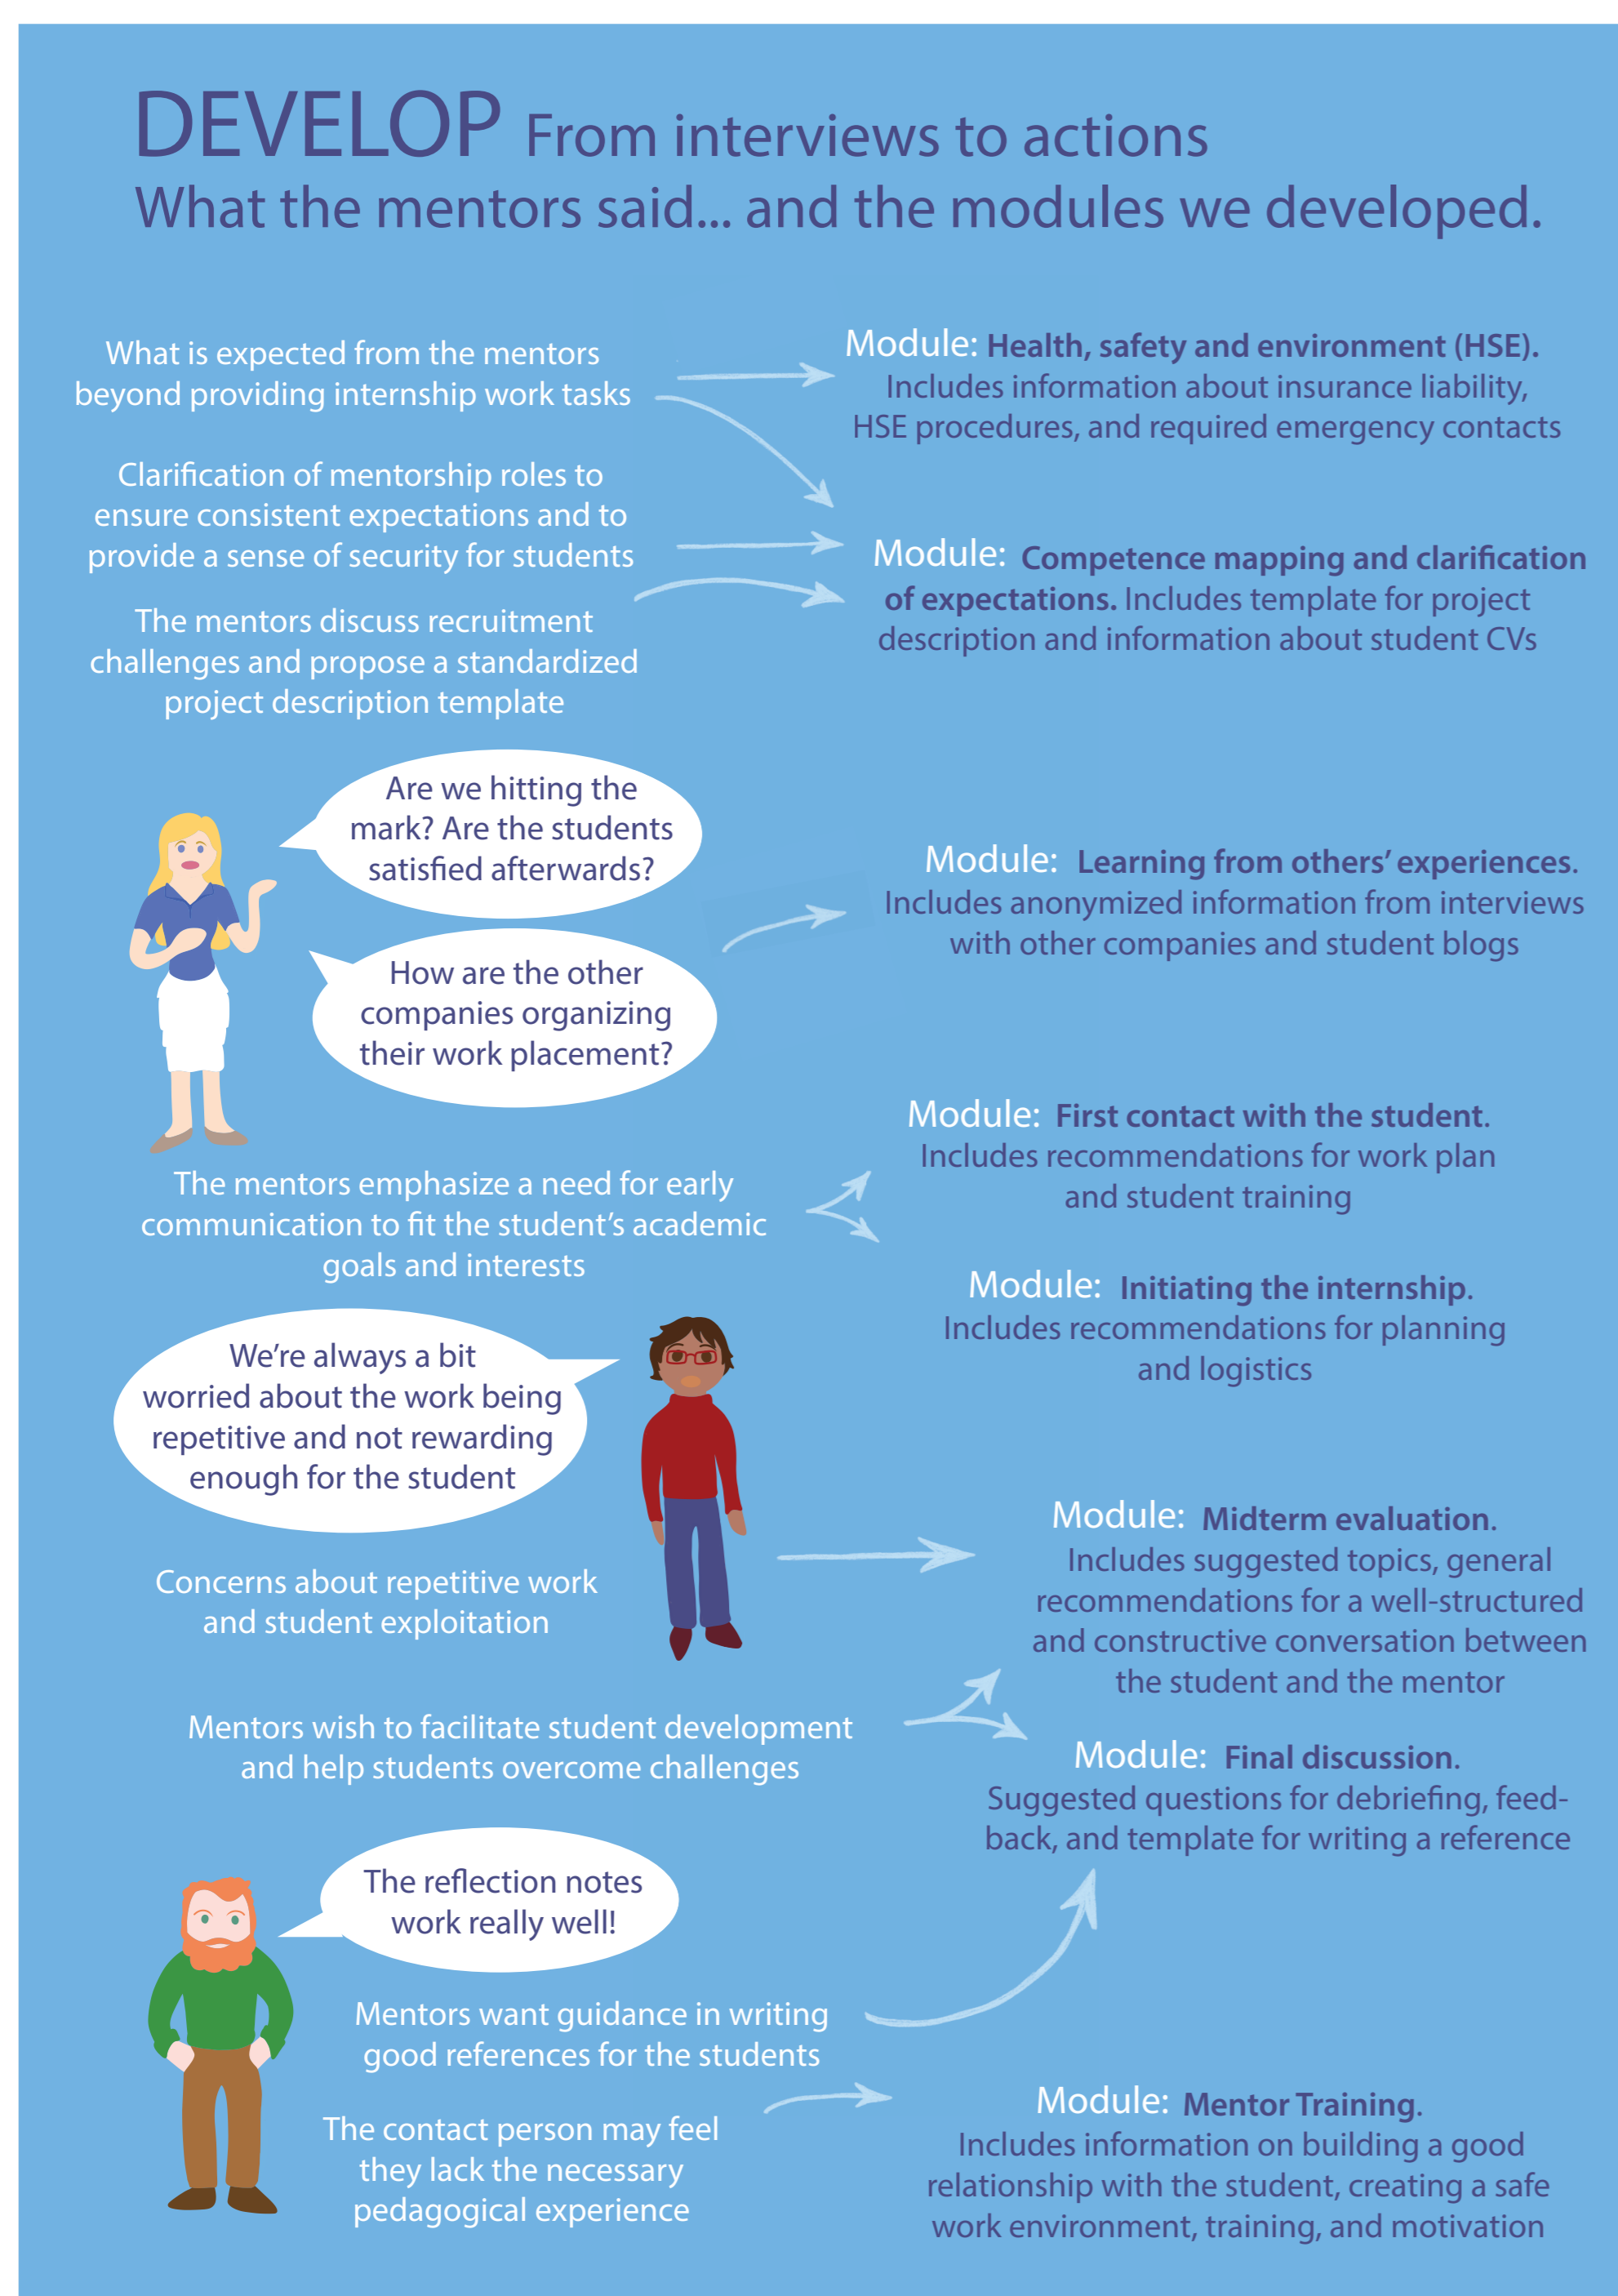 DEVELOP From interviews to actions
What the mentors said... and the modules we developed.
What is expected from the mentors
beyond providing internship work tasks
Module: Health, safety and environment (HSE).
Includes information about insurance liability,
HSE procedures, and required emergency contacts
Clarification of mentorship roles to
ensure consistent expectations and to
provide a sense of security for students
Module: Competence mapping and clarification
of expectations. Includes template for project
description and information about student CVs
The mentors discuss recruitment
challenges and propose a standardized
project description template
Are we hitting the
mark? Are the students
satisfied afterwards?
How are the other
companies organizing
their work placement?
Module: Learning from others' experiences.
Includes anonymized information from interviews
with other companies and student blogs
The mentors emphasize a need for early
communication to fit the student's academic
goals and interests
Module: First contact with the student.
Includes recommendations for work plan
and student training
Module: Initiating the internship.
Includes recommendations for planning
and logistics
We're always a bit
worried about the work being
repetitive and not rewarding
enough for the student
Concerns about repetitive work
and student exploitation
Module: Midterm evaluation.
Includes suggested topics, general
recommendations for a well-structured
and constructive conversation between
the student and the mentor
Mentors wish to facilitate student development
and help students overcome challenges
Module: Final discussion.
Suggested questions for debriefing, feed-
back, and template for writing a reference
The reflection notes
work really well!
Mentors want guidance in writing
good references for the students
The contact person may feel
they lack the necessary
pedagogical experience
Module: Mentor Training.
Includes information on building a good
relationship with the student, creating a safe
work environment, training, and motivation